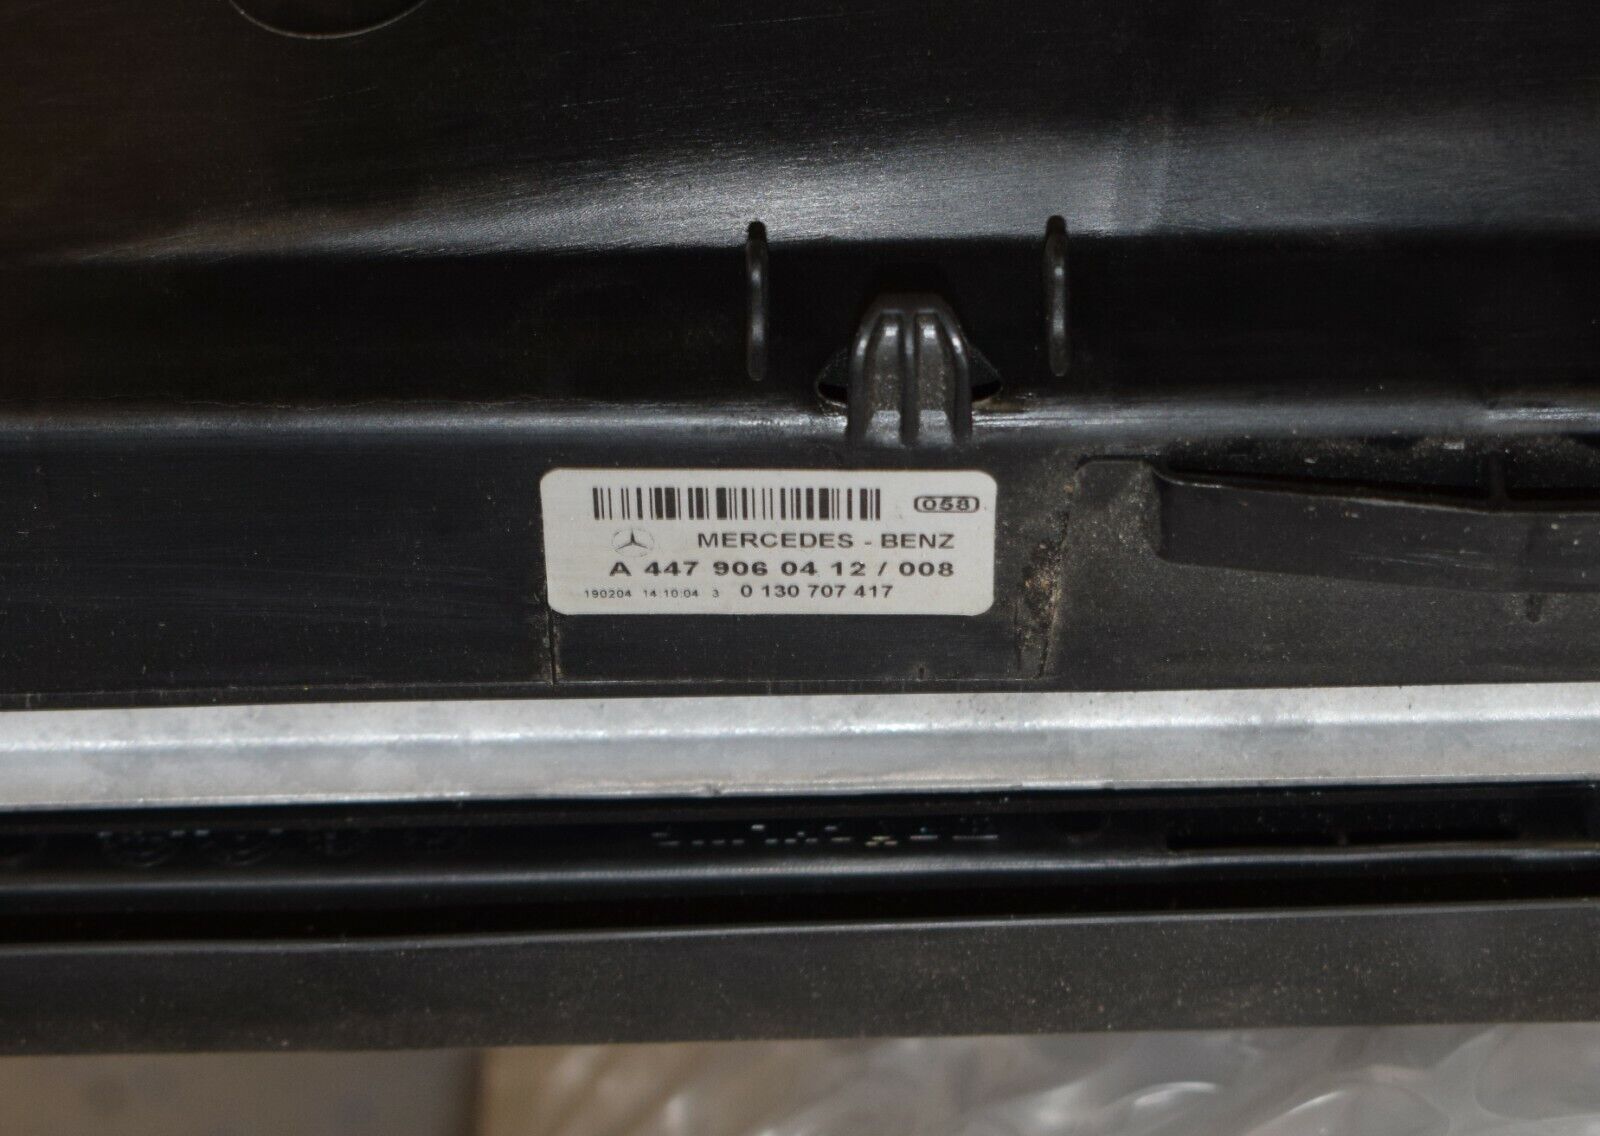 058
MERCEDES - BENZ
A 447 906 04 12 / 008
190204 14:10:04 3 0 130 707 417